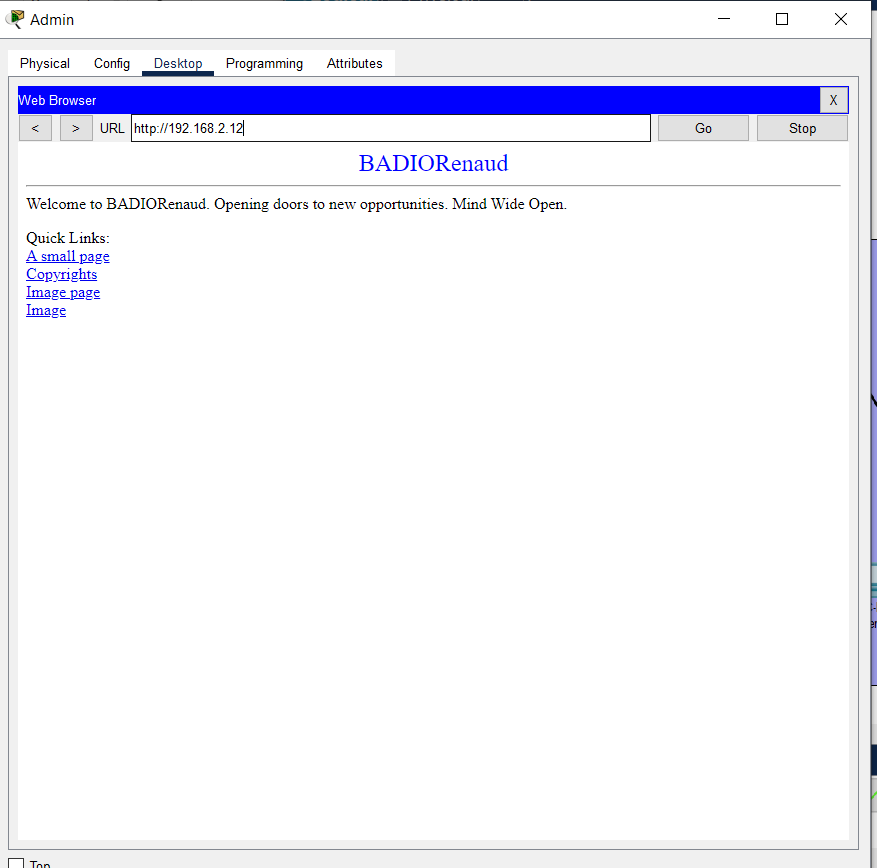 Admin
Physical Config Desktop Programming Attributes
Web Browser X
< > URL http://192.168.2.12 Go Stop
BADIORenaud
Welcome to BADIORenaud. Opening doors to new opportunities. Mind Wide Open.
Quick Links:
A small page
Copyrights
Image page
Image
Top